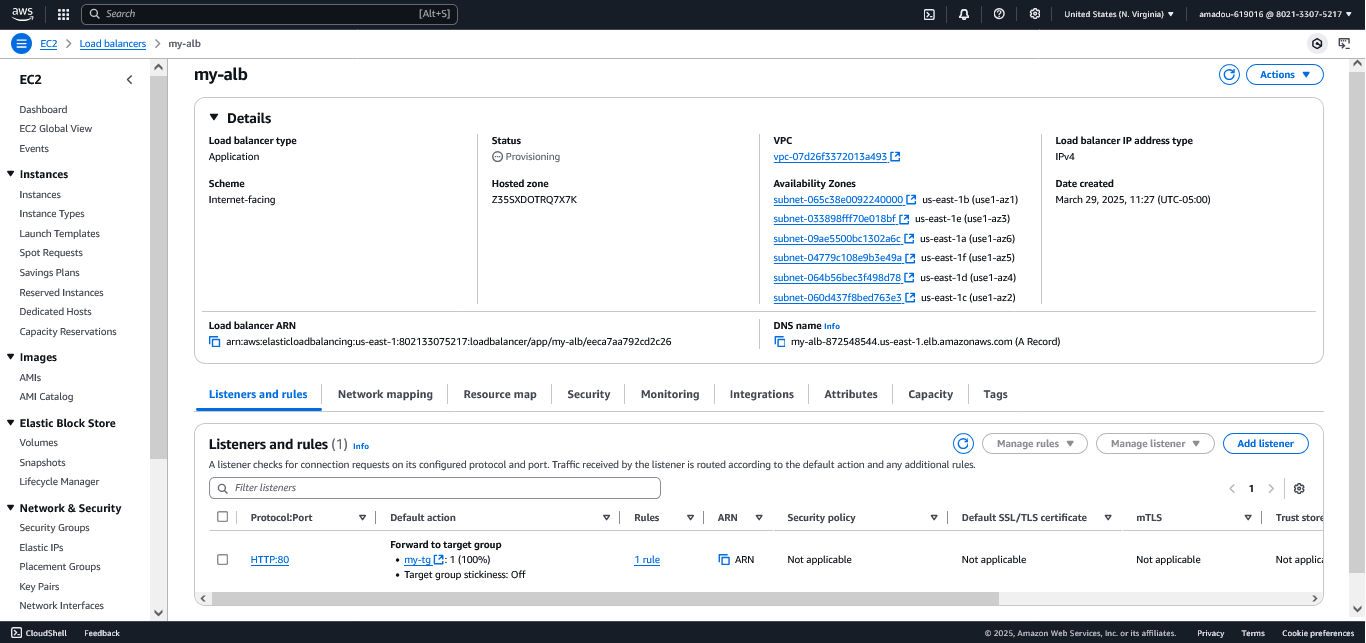 aws
Search [Alt+S]
United States (N. Virginia) amadou-619016 @ 8021-3307-5217
EC2 Load balancers my-alb
EC2
Dashboard
EC2 Global View
Events
Instances
Instances
Instance Types
Launch Templates
Spot Requests
Savings Plans
Reserved Instances
Dedicated Hosts
Capacity Reservations
Images
AMIs
AMI Catalog
Elastic Block Store
Volumes
Snapshots
Lifecycle Manager
Network & Security
Security Groups
Elastic IPs
Placement Groups
Key Pairs
Network Interfaces
my-alb
Actions
Details
Load balancer type
Application
Scheme
Internet-facing
Status
Provisioning
Hosted zone
Z35SXDOTRQ7X7K
VPC
vpc-07d26f3372013a493
Availability Zones
subnet-065c38e0092240000 us-east-1b (use1-az1)
subnet-033898fff70e018bf us-east-1e (use1-az3)
subnet-09ae5500bc1302a6c us-east-1a (use1-az6)
subnet-04779c108e9b3e49a us-east-1f (use1-az5)
subnet-064b56bec3f498d78 us-east-1d (use1-az4)
subnet-060d437f8bed763e3 us-east-1c (use1-az2)
Load balancer IP address type
IPv4
Date created
March 29, 2025, 11:27 (UTC-05:00)
Load balancer ARN
arn:aws:elasticloadbalancing:us-east-1:802133075217:loadbalancer/app/my-alb/eeca7aa792cd2c26
DNS name Info
my-alb-872548544.us-east-1.elb.amazonaws.com (A Record)
Listeners and rules Network mapping Resource map Security Monitoring Integrations Attributes Capacity Tags
Listeners and rules (1) Info
Manage rules Manage listener Add listener
A listener checks for connection requests on its configured protocol and port. Traffic received by the listener is routed according to the default action and any additional rules.
Filter listeners
1
Protocol:Port Default action Rules ARN Security policy Default SSL/TLS certificate mTLS Trust store
HTTP:80
Forward to target group
• my-tg : 1 (100%)
• Target group stickiness: Off
1 rule ARN Not applicable Not applicable Not applicable Not applica
CloudShell Feedback
© 2025, Amazon Web Services, Inc. or its affiliates. Privacy Terms Cookie preferences